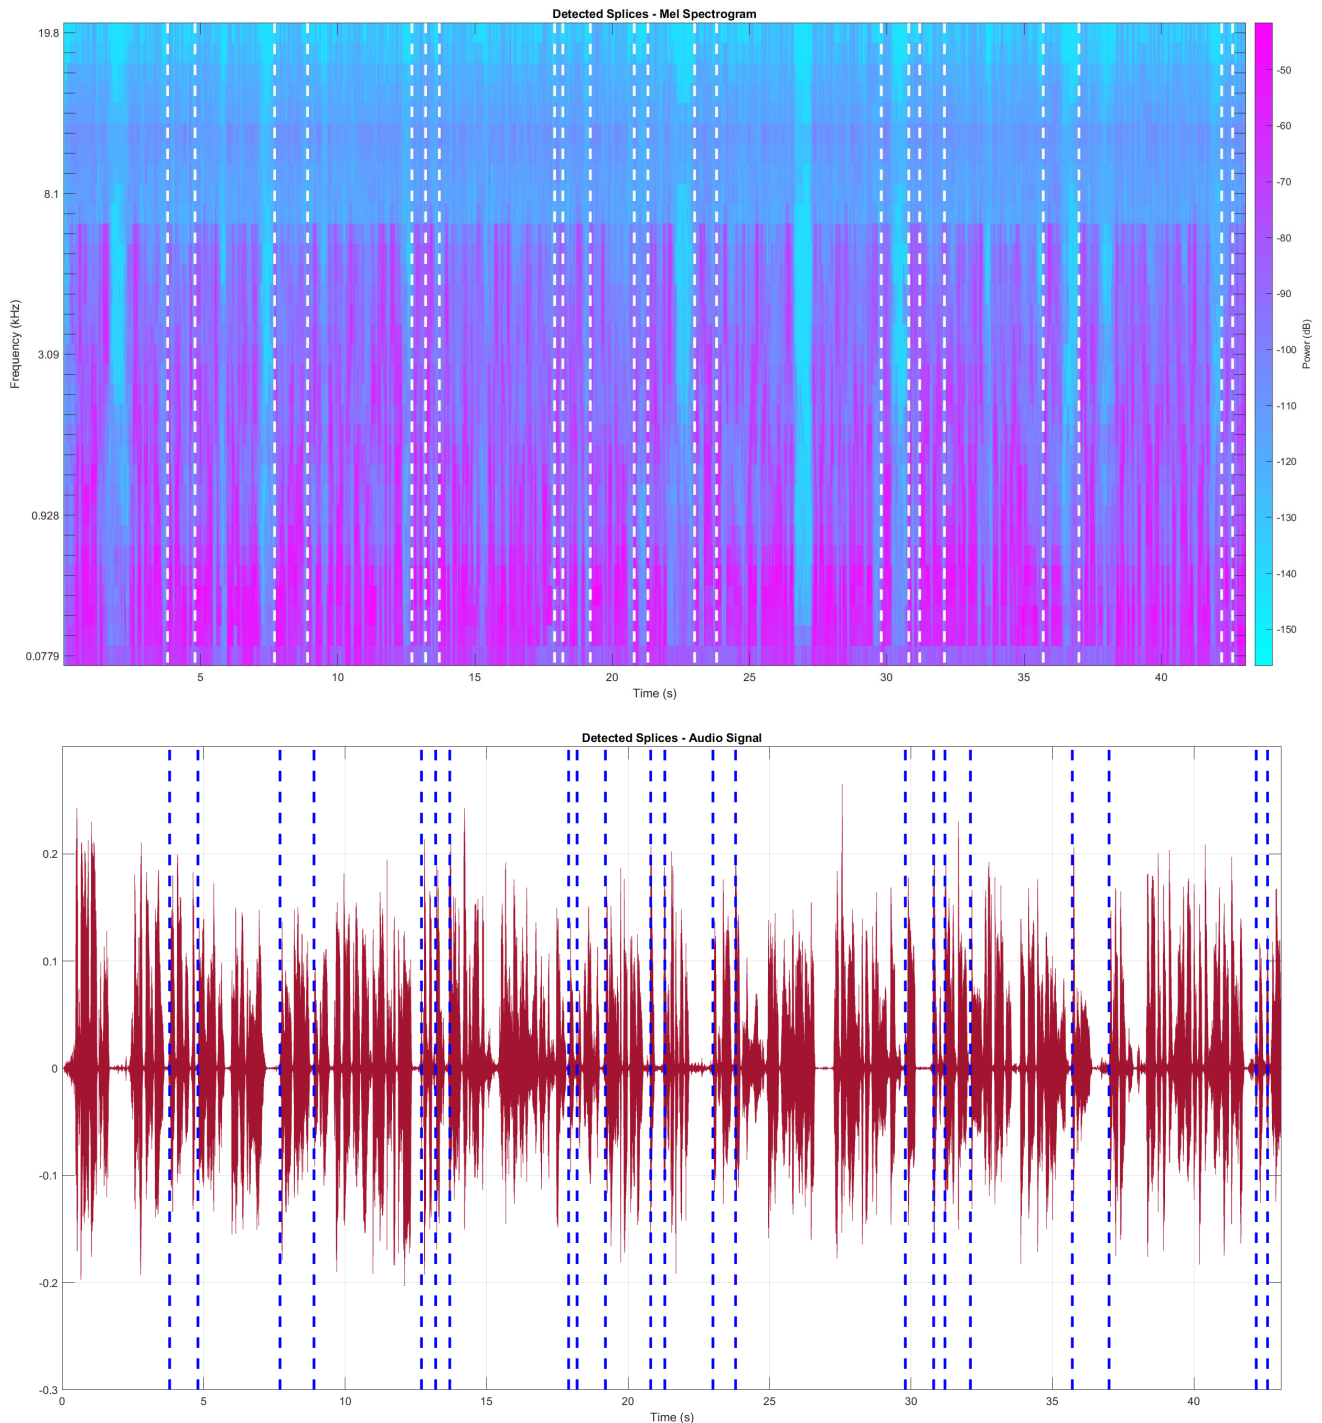 Detected Splices - Mel Spectrogram
19.8
8.1
3.09
0.928
0.0779
Frequency (kHz)
5 10 15 20 25 30 35 40
Time (s)
-50
-60
-70
-80
-90
-100
-110
-120
-130
-140
-150
Power (dB)
Detected Splices - Audio Signal
0.2
0.1
0
-0.1
-0.2
-0.3
0 5 10 15 20 25 30 35 40
Time (s)